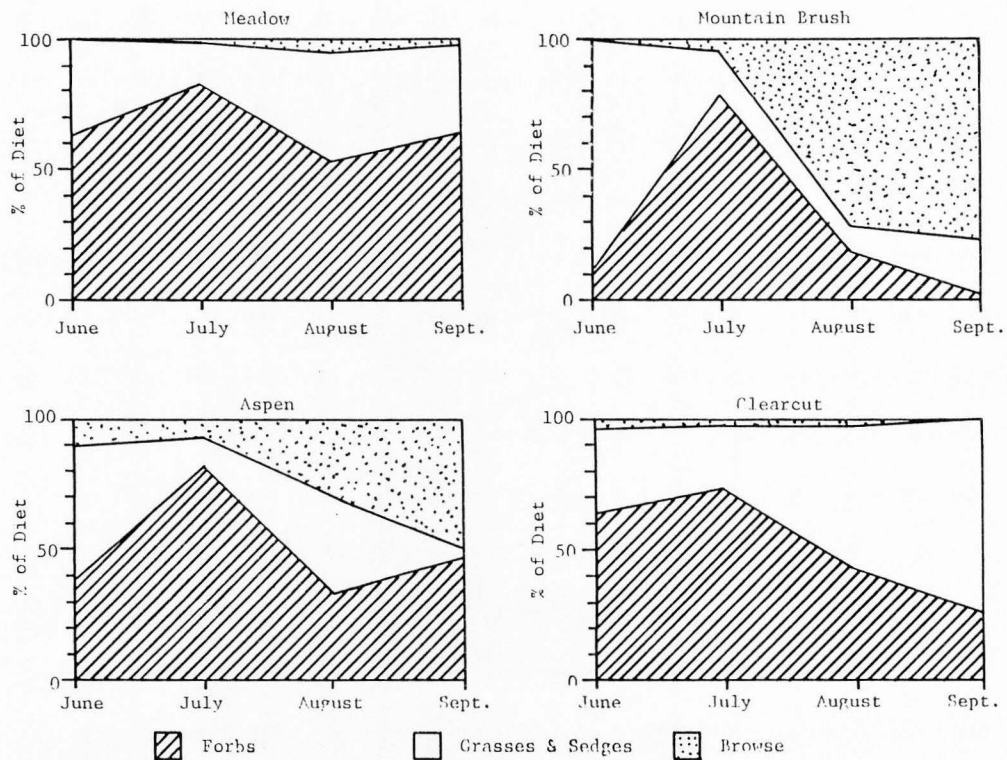 Meadow
Mountain Brush
100
50
0
% of Diet
June July August Sept.
100
50
0
% of Diet
June July August Sept.
Aspen
Clearcut
100
50
0
% of Diet
June July August Sept.
100
50
0
% of Diet
June July August Sept.
Forbs Grasses & Sedges Browse